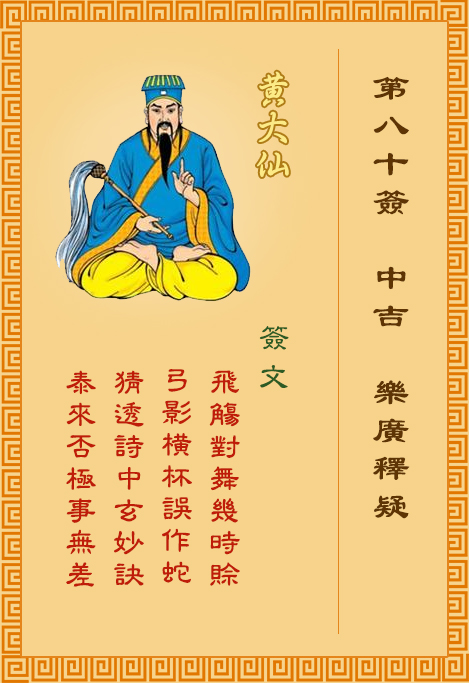 第八十簽 中吉 樂廣釋疑
黃大仙
簽文
飛觴對舞幾時賒
弓影橫杯誤作蛇
猜透詩中玄妙訣
泰來否極事無差